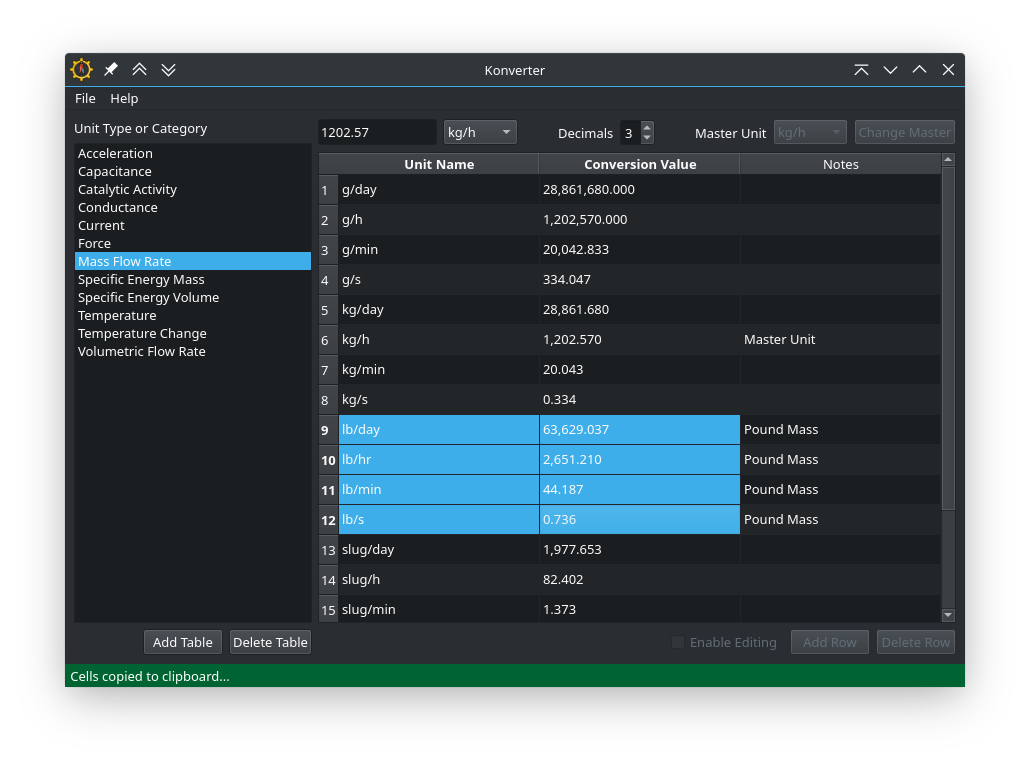 Konverter
File Help
Unit Type or Category
1202.57 kg/h Decimals 3 Master Unit kg/h Change Master
Acceleration
Capacitance
Catalytic Activity
Conductance
Current
Force
Mass Flow Rate
Specific Energy Mass
Specific Energy Volume
Temperature
Temperature Change
Volumetric Flow Rate
Unit Name Conversion Value Notes
1 g/day 28,861,680.000
2 g/h 1,202,570.000
3 g/min 20,042.833
4 g/s 334.047
5 kg/day 28,861.680
6 kg/h 1,202.570 Master Unit
7 kg/min 20.043
8 kg/s 0.334
9 lb/day 63,629.037 Pound Mass
10 lb/hr 2,651.210 Pound Mass
11 lb/min 44.187 Pound Mass
12 lb/s 0.736 Pound Mass
13 slug/day 1,977.653
14 slug/h 82.402
15 slug/min 1.373
Add Table Delete Table Enable Editing Add Row Delete Row
Cells copied to clipboard...